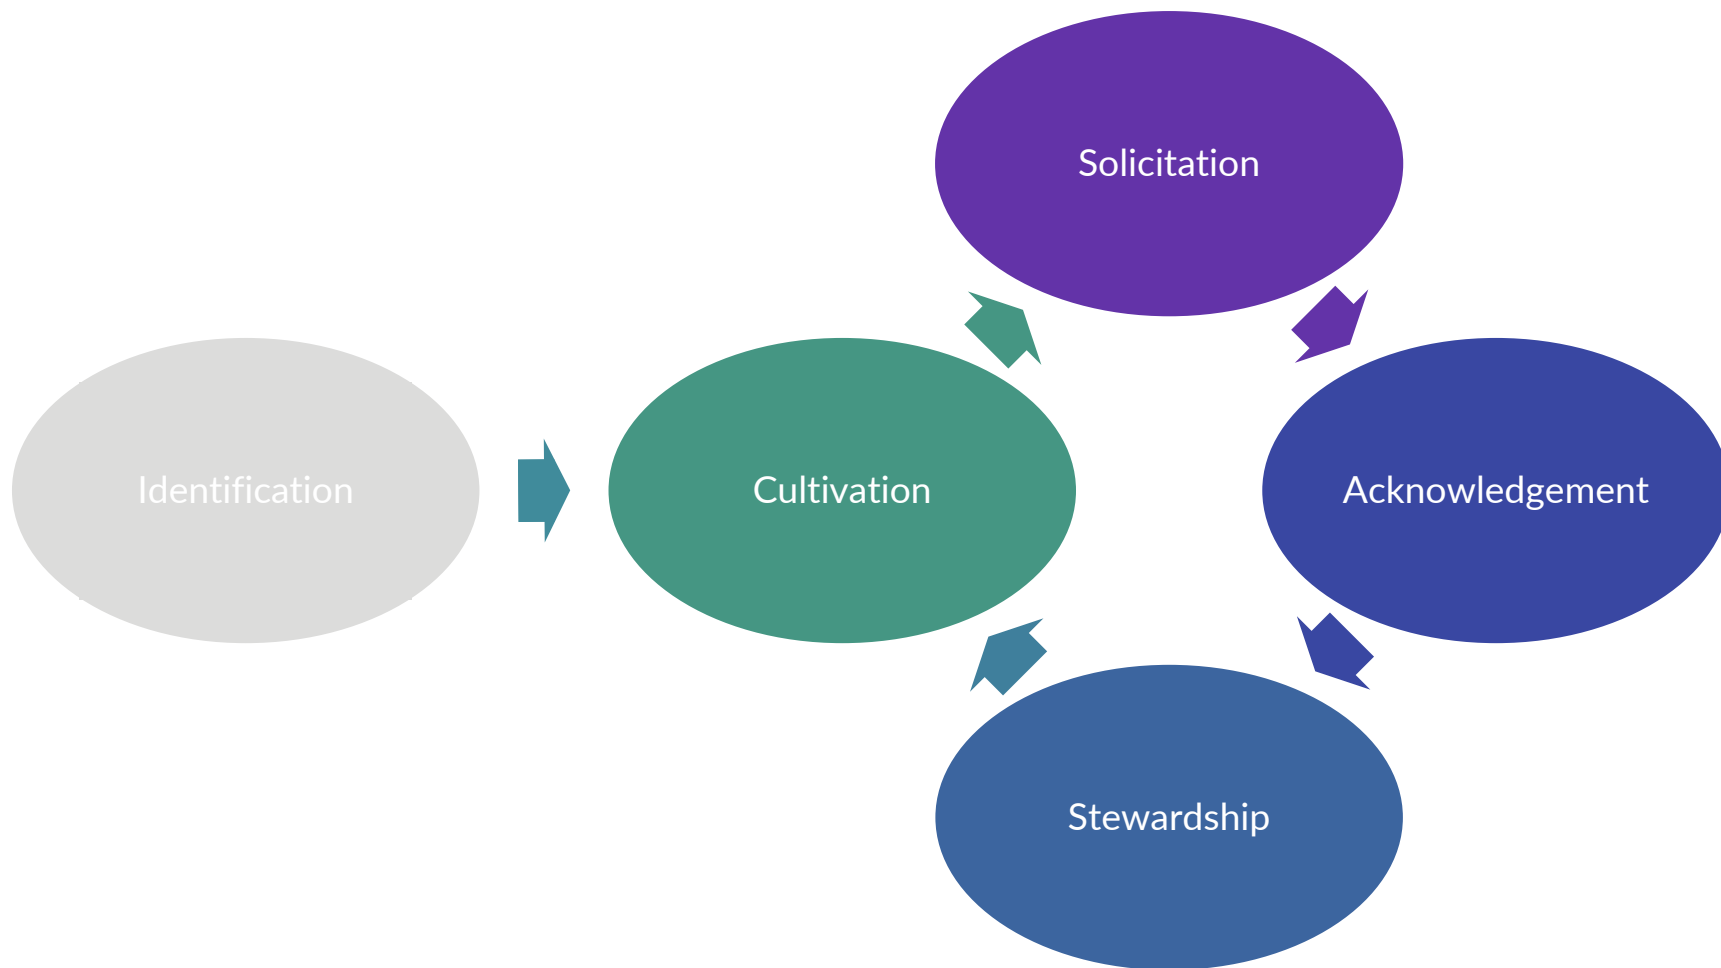 Solicitation
Identification
Cultivation
Acknowledgement
Stewardship